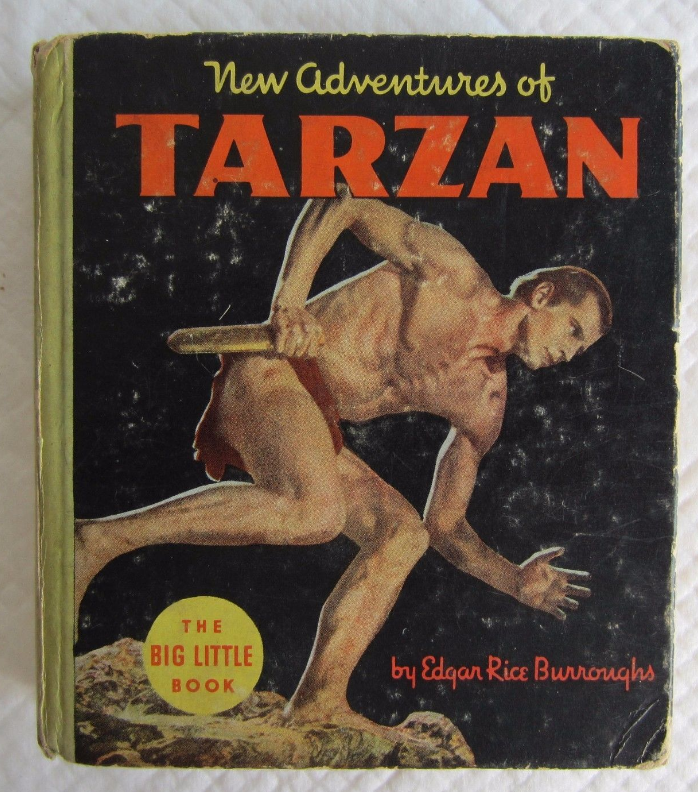 New Adventures of
TARZAN
THE
BIG LITTLE
BOOK
by Edgar Rice Burroughs